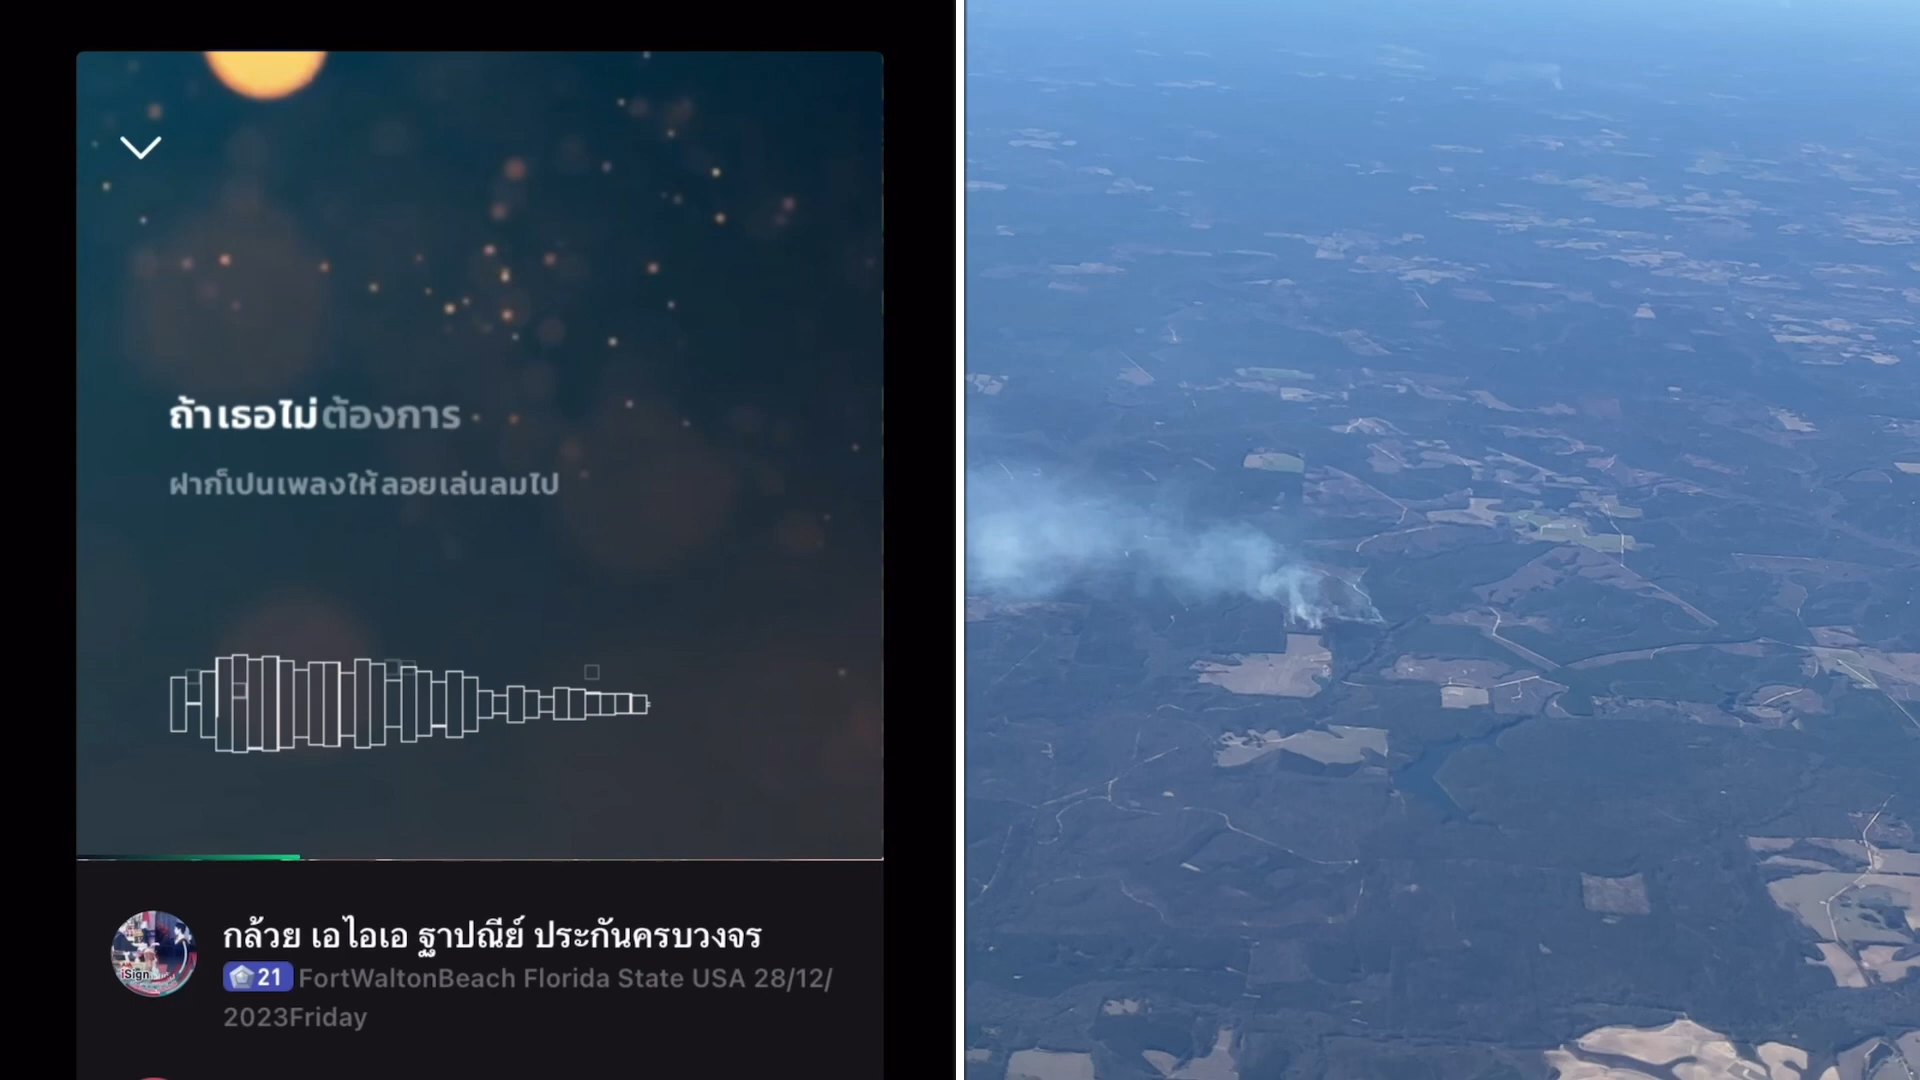 ถ้าเธอไม่ต้องการ
ฝากก็เปนเพลงให้ลอยเล่นลมไป
กล้วย เอไอเอ ฐาปณีย์ ประกันครบวงจร
21 FortWaltonBeach Florida State USA 28/12/
2023Friday
iSign